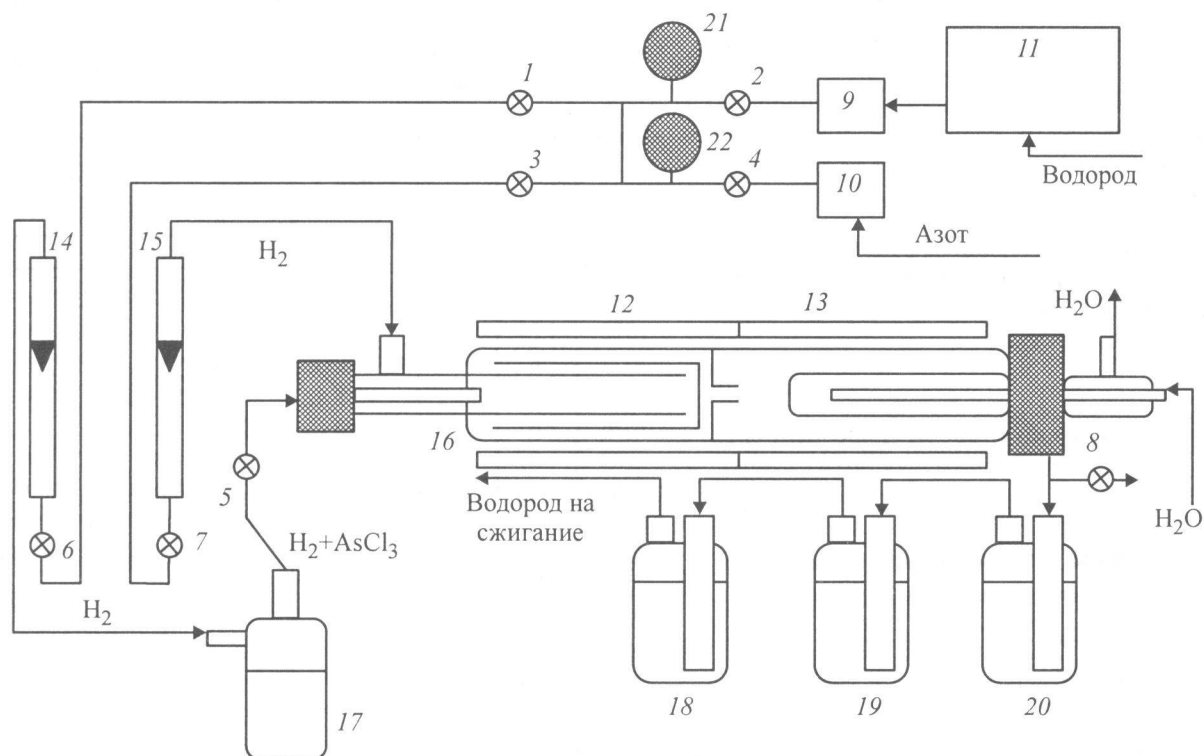 21
1
2
11
9
22
3
4
10
Водород
14
15
H₂
Азот
12
13
H₂O
16
8
5
Водород на
сжигание
H₂O
6
7
H₂+AsCl₃
H₂
18
19
20
17